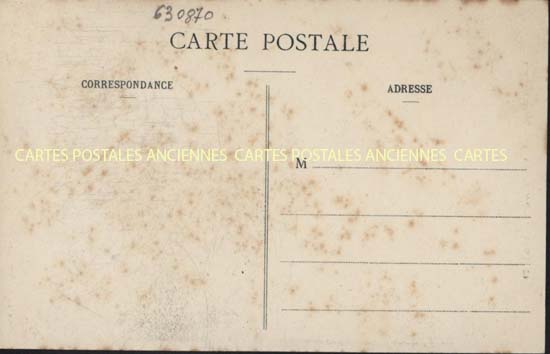 630870
CARTE POSTALE
CORRESPONDANCE
ADRESSE
CARTES POSTALES ANCIENNES CARTES POSTALES ANCIENNES CARTES
M